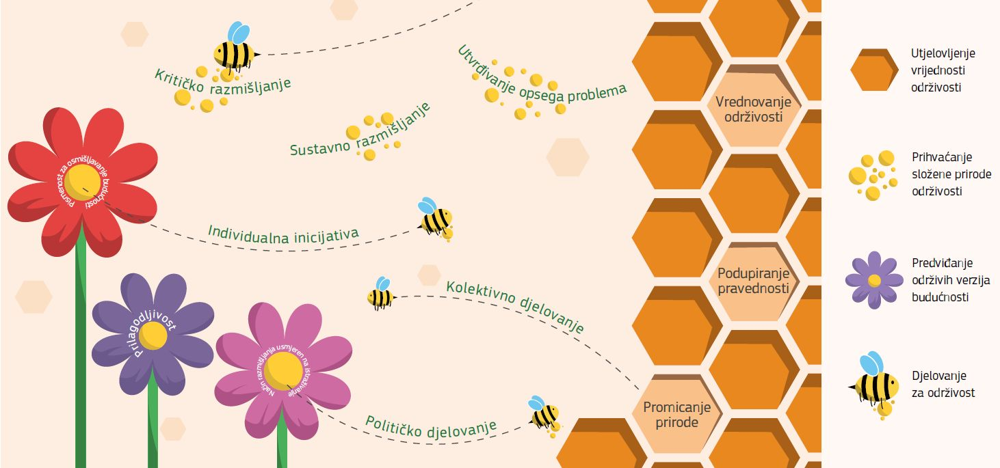 Kritičko razmišljanje
Utvrđivanje opsega problema
Sustavno razmišljanje
Vrednovanje
održivosti
Pismenost za osmišljavanje budućnosti
Individualna inicijativa
Kolektivno djelovanje
Podupiranje
pravednosti
Prilagodljivost
Način razmišljanja usmjeren na istraživanje
Političko djelovanje
Promicanje
prirode
Utjelovljenje
vrijednosti
održivosti
Prihvaćanje
složene prirode
održivosti
Predviđanje
održivih verzija
budućnosti
Djelovanje
za održivost